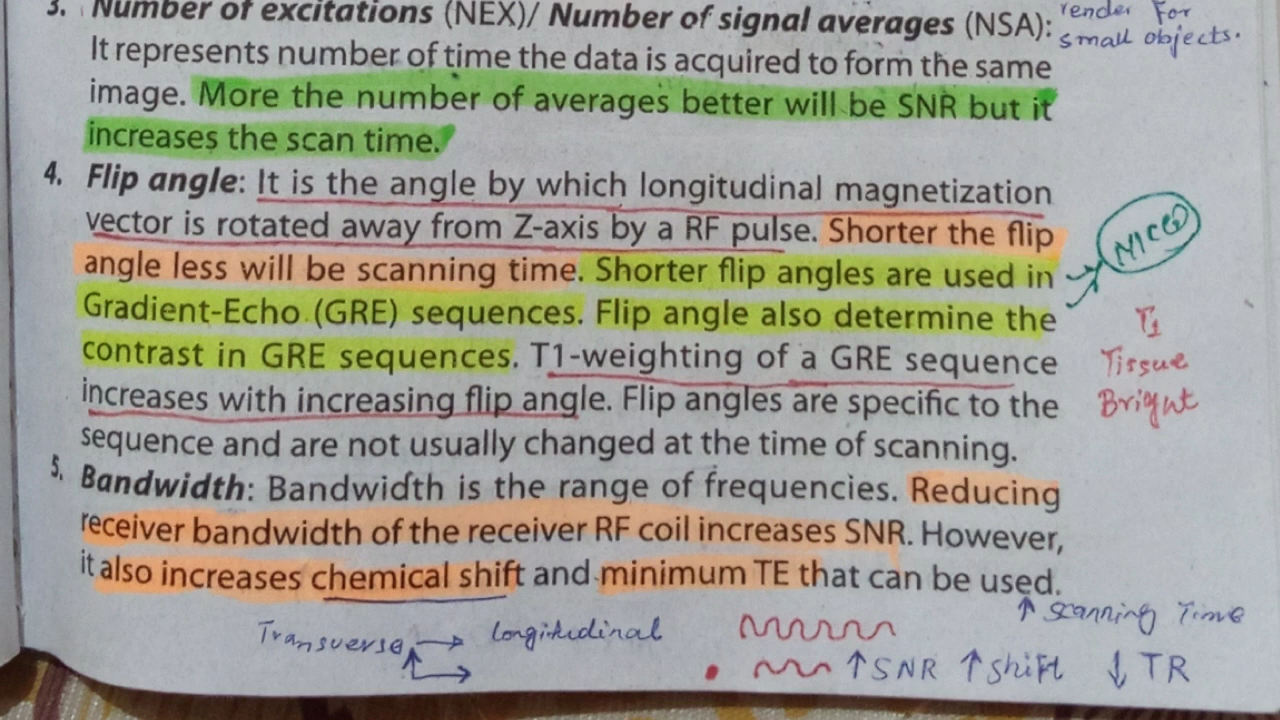 3. Number of excitations (NEX)/ Number of signal averages (NSA):
render for
small objects.
It represents number of time the data is acquired to form the same
image. More the number of averages better will be SNR but it
increases the scan time.
4. Flip angle: It is the angle by which longitudinal magnetization
vector is rotated away from Z-axis by a RF pulse. Shorter the flip
angle less will be scanning time. Shorter flip angles are used in
Gradient-Echo (GRE) sequences. Flip angle also determine the
contrast in GRE sequences. T1-weighting of a GRE sequence
increases with increasing flip angle. Flip angles are specific to the
sequence and are not usually changed at the time of scanning.
T1
Tissue
Bright
5. Bandwidth: Bandwidth is the range of frequencies. Reducing
receiver bandwidth of the receiver RF coil increases SNR. However,
it also increases chemical shift and minimum TE that can be used.
↑ scanning Time
Transverse → longitudinal
↑SNR ↑shift ↓ TR